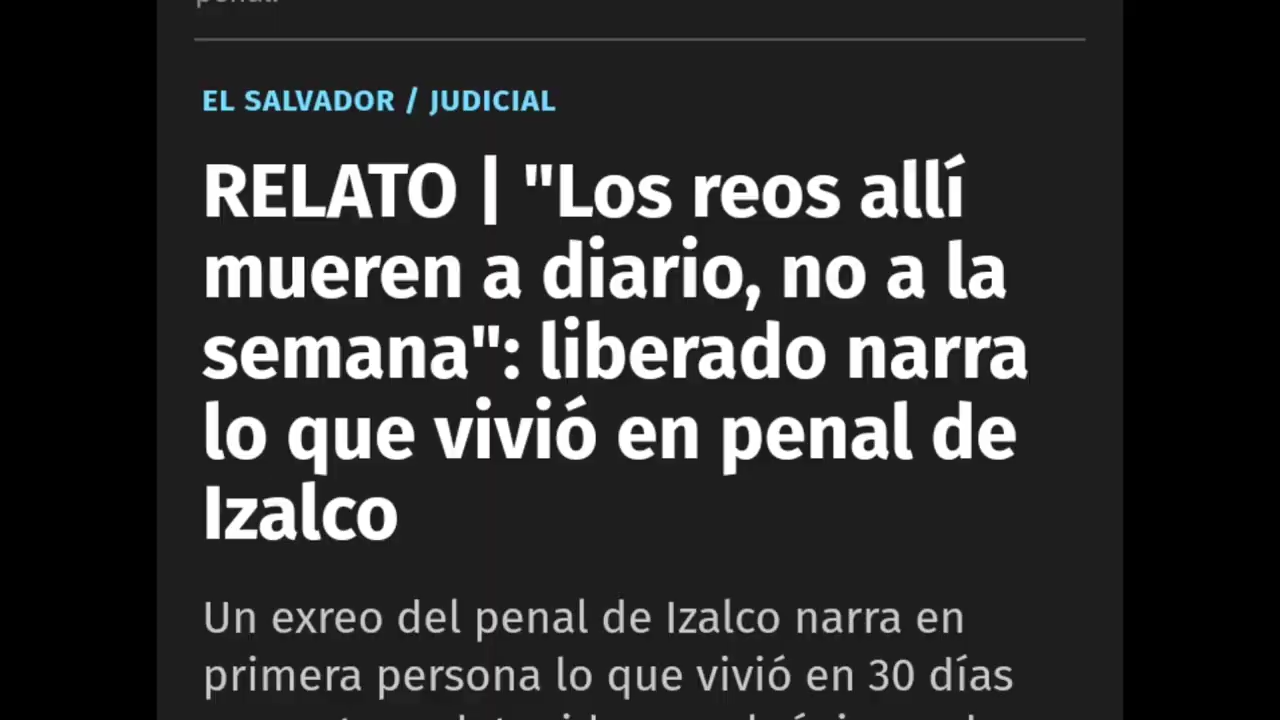 penal.
EL SALVADOR / JUDICIAL
RELATO | "Los reos allí
mueren a diario, no a la
semana": liberado narra
lo que vivió en penal de
Izalco
Un exreo del penal de Izalco narra en
primera persona lo que vivió en 30 días